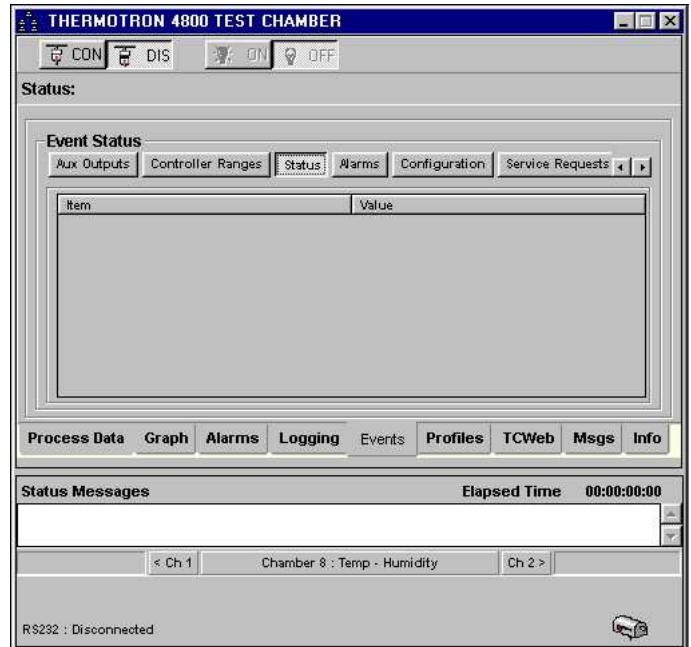 THERMOTRON 4800 TEST CHAMBER
CON DIS ON OFF
Status:
Event Status
Aux Outputs Controller Ranges Status Alarms Configuration Service Requests
Item Value
Process Data Graph Alarms Logging Events Profiles TCWeb Msgs Info
Status Messages Elapsed Time 00:00:00:00
< Ch 1 Chamber 8 : Temp - Humidity Ch 2 >
RS232 : Disconnected